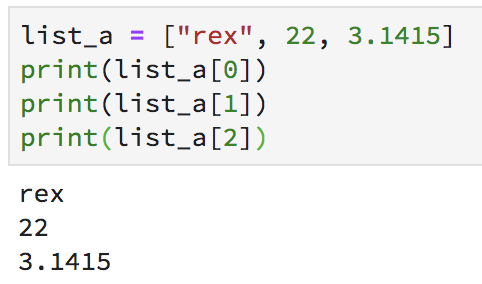 list_a = ["rex", 22, 3.1415]
print(list_a[0])
print(list_a[1])
print(list_a[2])
rex
22
3.1415